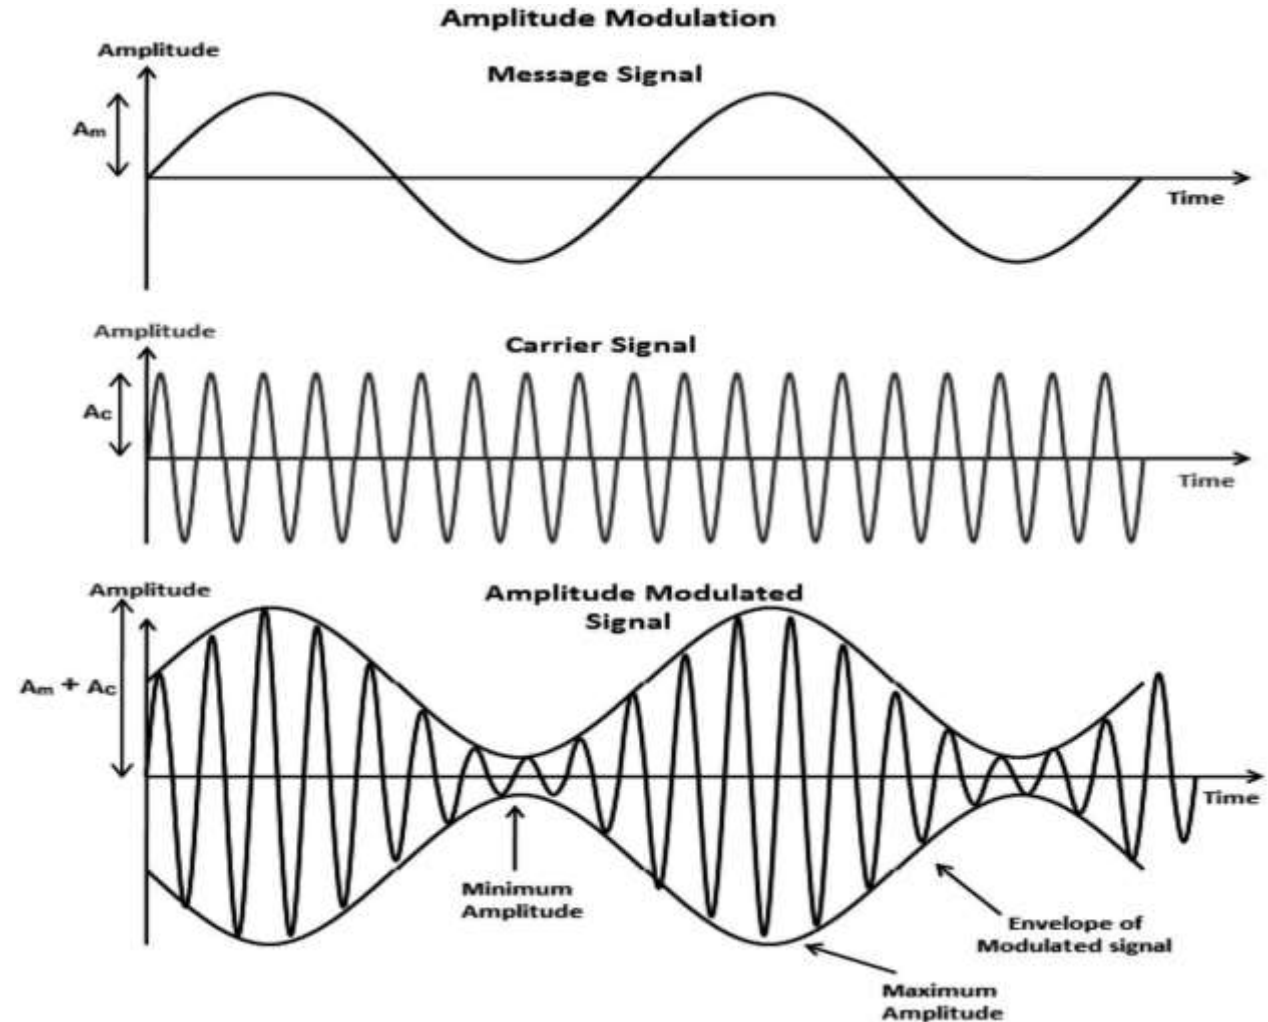 Amplitude Modulation
Amplitude
Message Signal
Am
Time
Amplitude
Carrier Signal
Ac
Time
Amplitude
Amplitude Modulated
Signal
Am + Ac
Time
Minimum
Amplitude
Envelope of
Modulated signal
Maximum
Amplitude